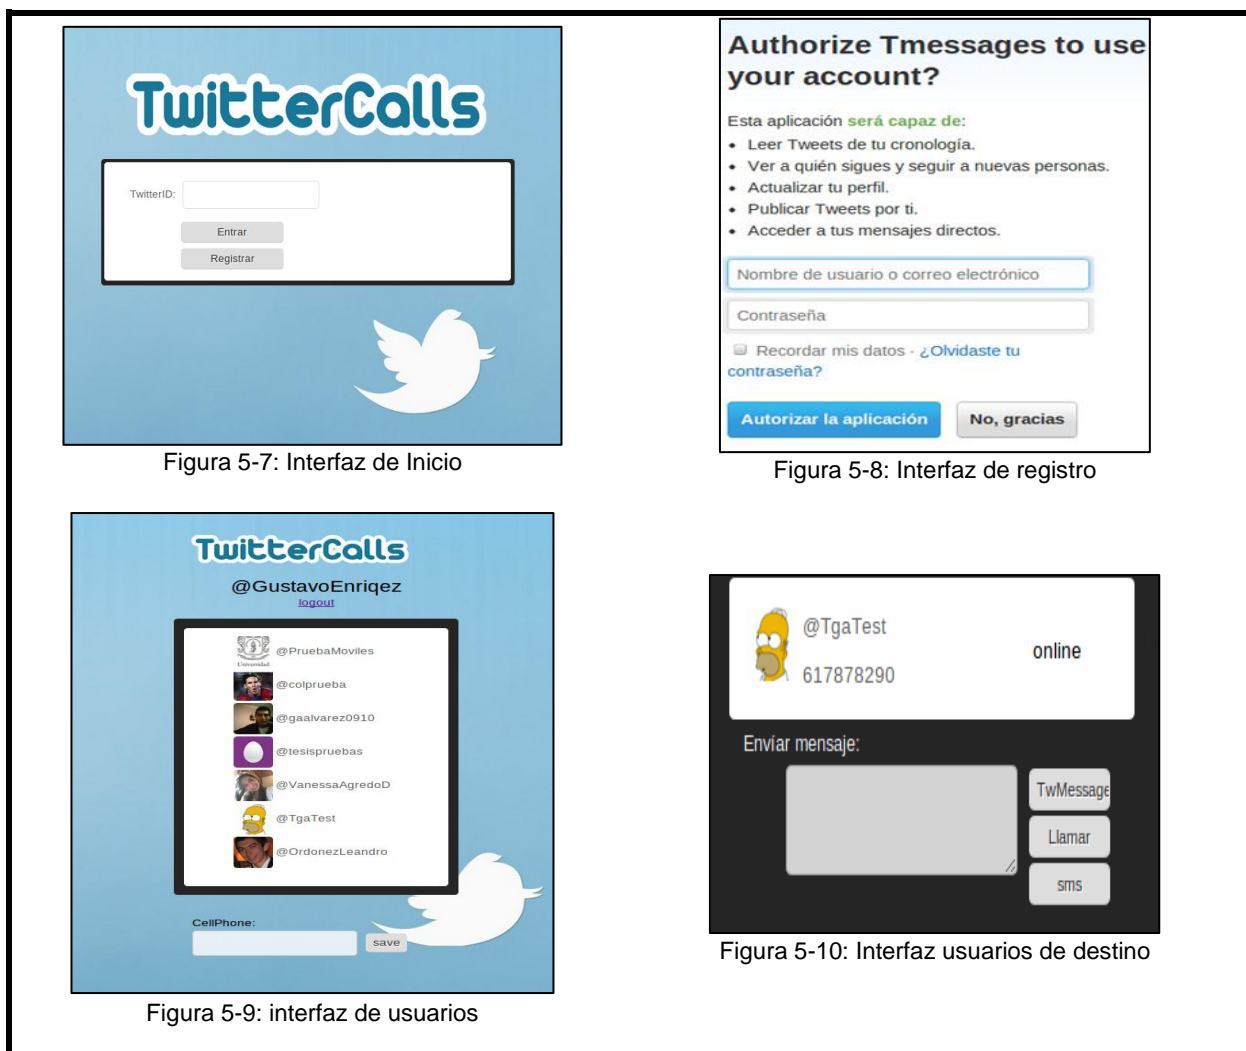 TwitterCalls
TwitterID:
Entrar
Registrar
Figura 5-7: Interfaz de Inicio
Authorize Tmessages to use
your account?
Esta aplicación será capaz de:
• Leer Tweets de tu cronología.
• Ver a quién sigues y seguir a nuevas personas.
• Actualizar tu perfil.
• Publicar Tweets por ti.
• Acceder a tus mensajes directos.
Nombre de usuario o correo electrónico
Contraseña
Recordar mis datos · ¿Olvidaste tu
contraseña?
Autorizar la aplicación
No, gracias
Figura 5-8: Interfaz de registro
TwitterCalls
@GustavoEnriqez
logout
Universidad
@PruebaMoviles
@colprueba
@gaalvarez0910
@tesispruebas
@VanessaAgredoD
@TgaTest
@OrdonezLeandro
CellPhone:
save
Figura 5-9: interfaz de usuarios
@TgaTest
617878290
online
Envíar mensaje:
TwMessage
Llamar
sms
Figura 5-10: Interfaz usuarios de destino